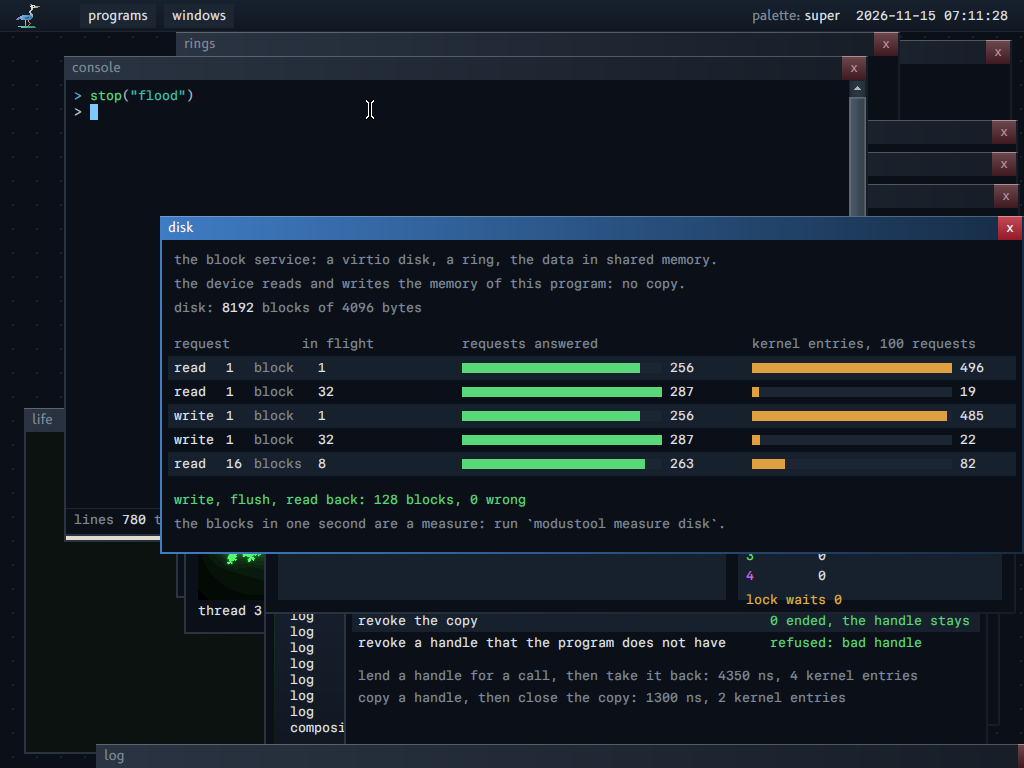 programs windows palette: super 2026-11-15 07:11:28
rings x
x
console x
> stop("flood")
>
x
x
x
disk x
the block service: a virtio disk, a ring, the data in shared memory.
the device reads and writes the memory of this program: no copy.
disk: 8192 blocks of 4096 bytes
request in flight requests answered kernel entries, 100 requests
read 1 block 1 256 496
read 1 block 32 287 19
write 1 block 1 256 485
write 1 block 32 287 22
read 16 blocks 8 263 82
write, flush, read back: 128 blocks, 0 wrong
the blocks in one second are a measure: run `modustool measure disk`.
life
lines 780 t
3 0
4 0
lock waits 0
thread 3
log
log
log
log
log
log
log
composi
revoke the copy 0 ended, the handle stays
revoke a handle that the program does not have refused: bad handle
lend a handle for a call, then take it back: 4350 ns, 4 kernel entries
copy a handle, then close the copy: 1300 ns, 2 kernel entries
log